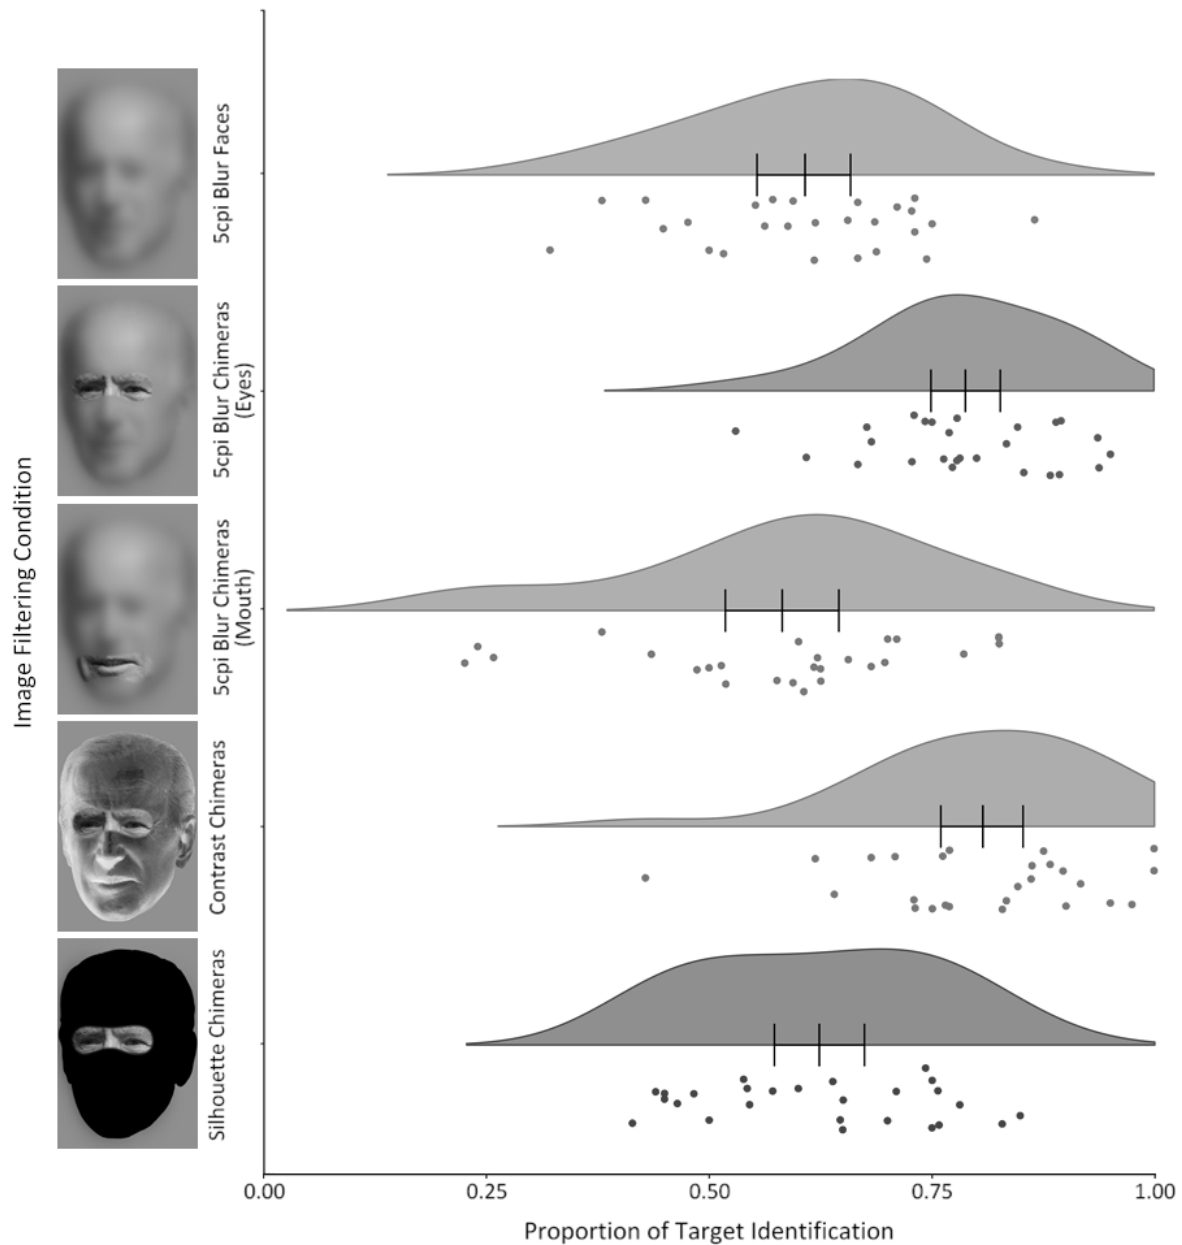 Image Filtering Condition
5cpi Blur Faces
5cpi Blur Chimeras
(Eyes)
5cpi Blur Chimeras
(Mouth)
Contrast Chimeras
Silhouette Chimeras
0.00 0.25 0.50 0.75 1.00
Proportion of Target Identification